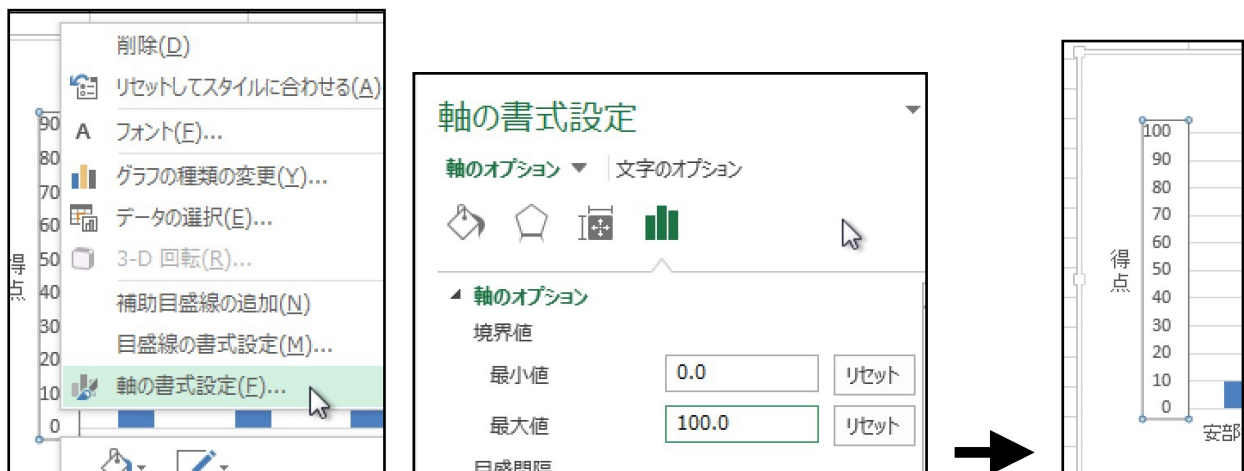 削除(D)
リセットしてスタイルに合わせる(A)
A フォント(F)...
グラフの種類の変更(Y)...
データの選択(E)...
3-D 回転(R)...
補助目盛線の追加(N)
目盛線の書式設定(M)...
軸の書式設定(F)...
90
80
70
60
50
40
30
20
10
0
得点
軸の書式設定
軸のオプション 文字のオプション
軸のオプション
境界値
最小値 0.0 リセット
最大値 100.0 リセット
目盛間隔
100
90
80
70
60
50
40
30
20
10
0
得点
安部